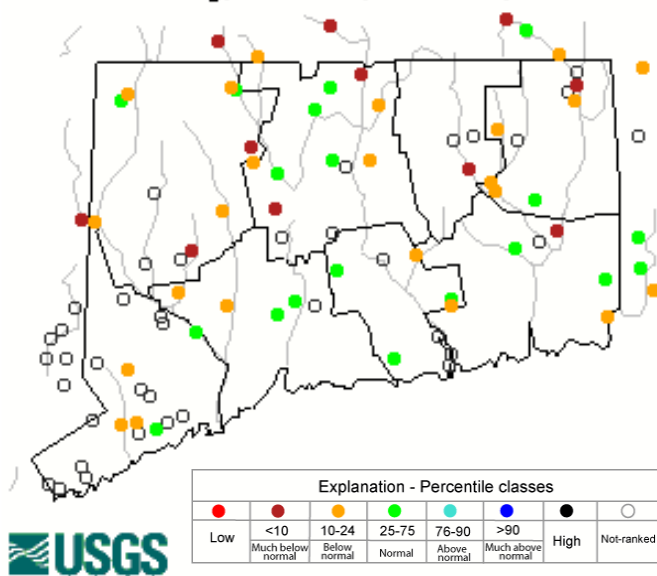 Explanation - Percentile classes
Low <10 10-24 25-75 76-90 >90 High Not-ranked
Much below normal Below normal Normal Above normal Much above normal
USGS